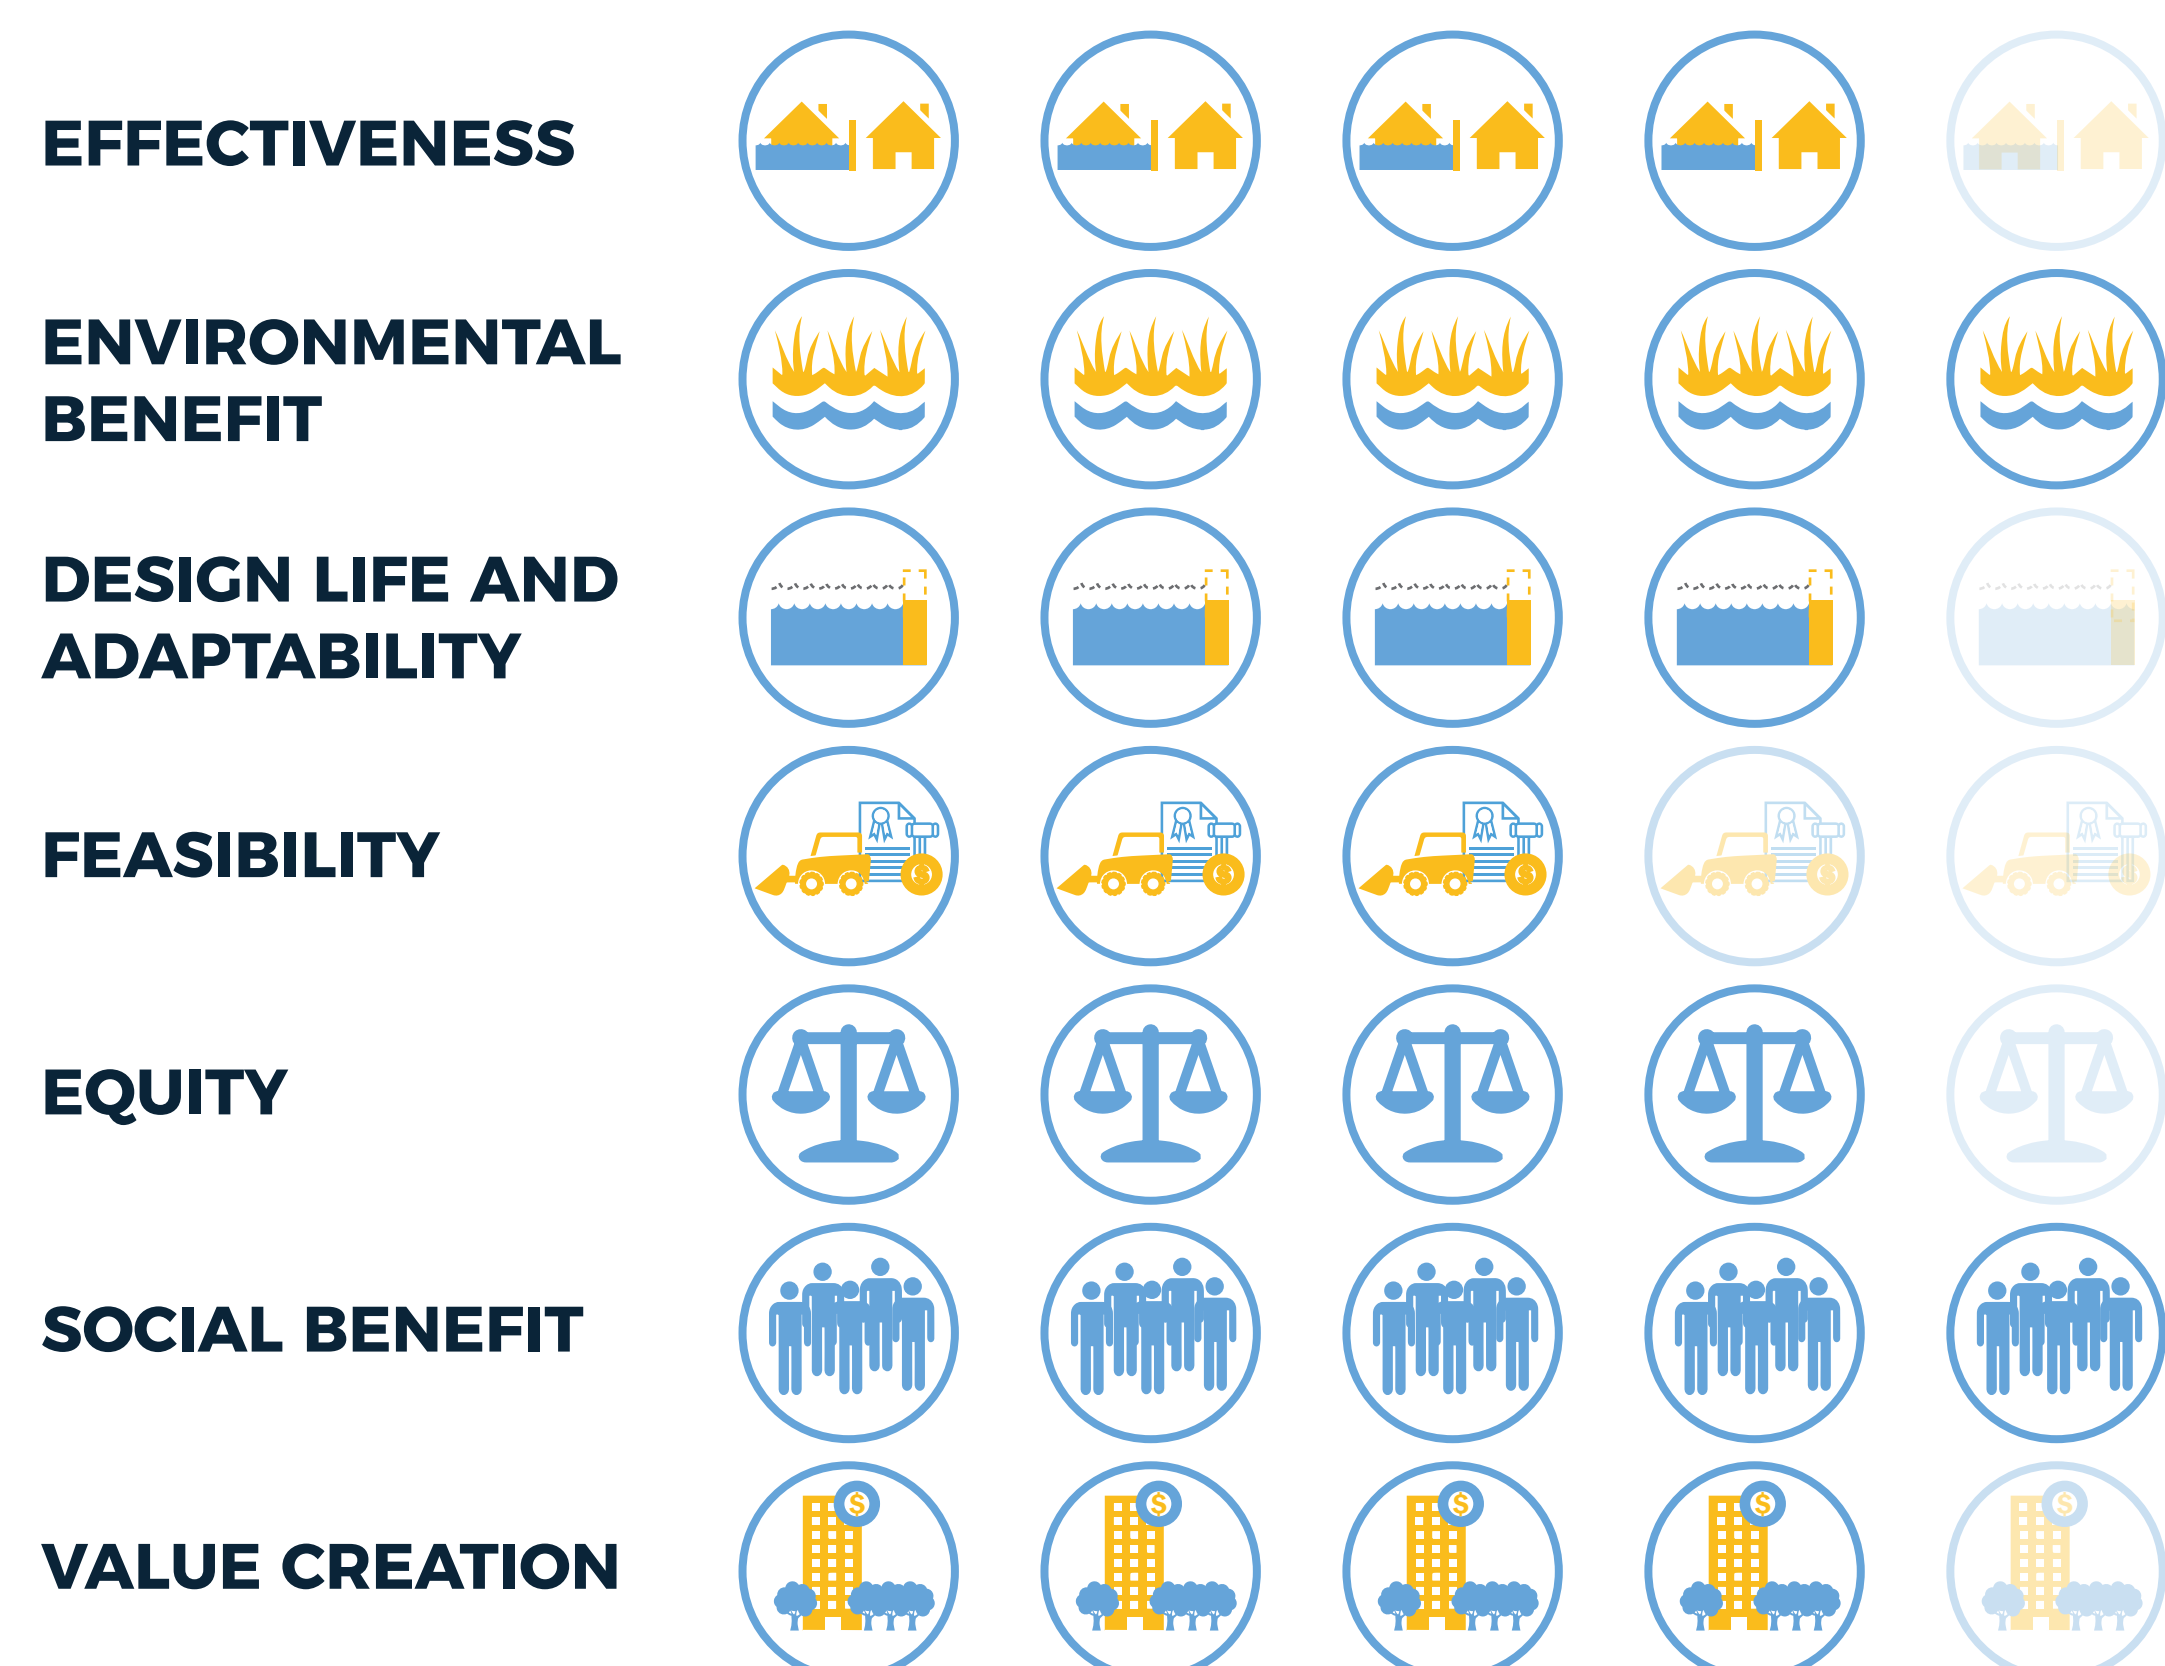 EFFECTIVENESS
ENVIRONMENTAL
BENEFIT
DESIGN LIFE AND
ADAPTABILITY
FEASIBILITY
$ $ $ $ $
EQUITY
SOCIAL BENEFIT
$ $ $ $ $
VALUE CREATION